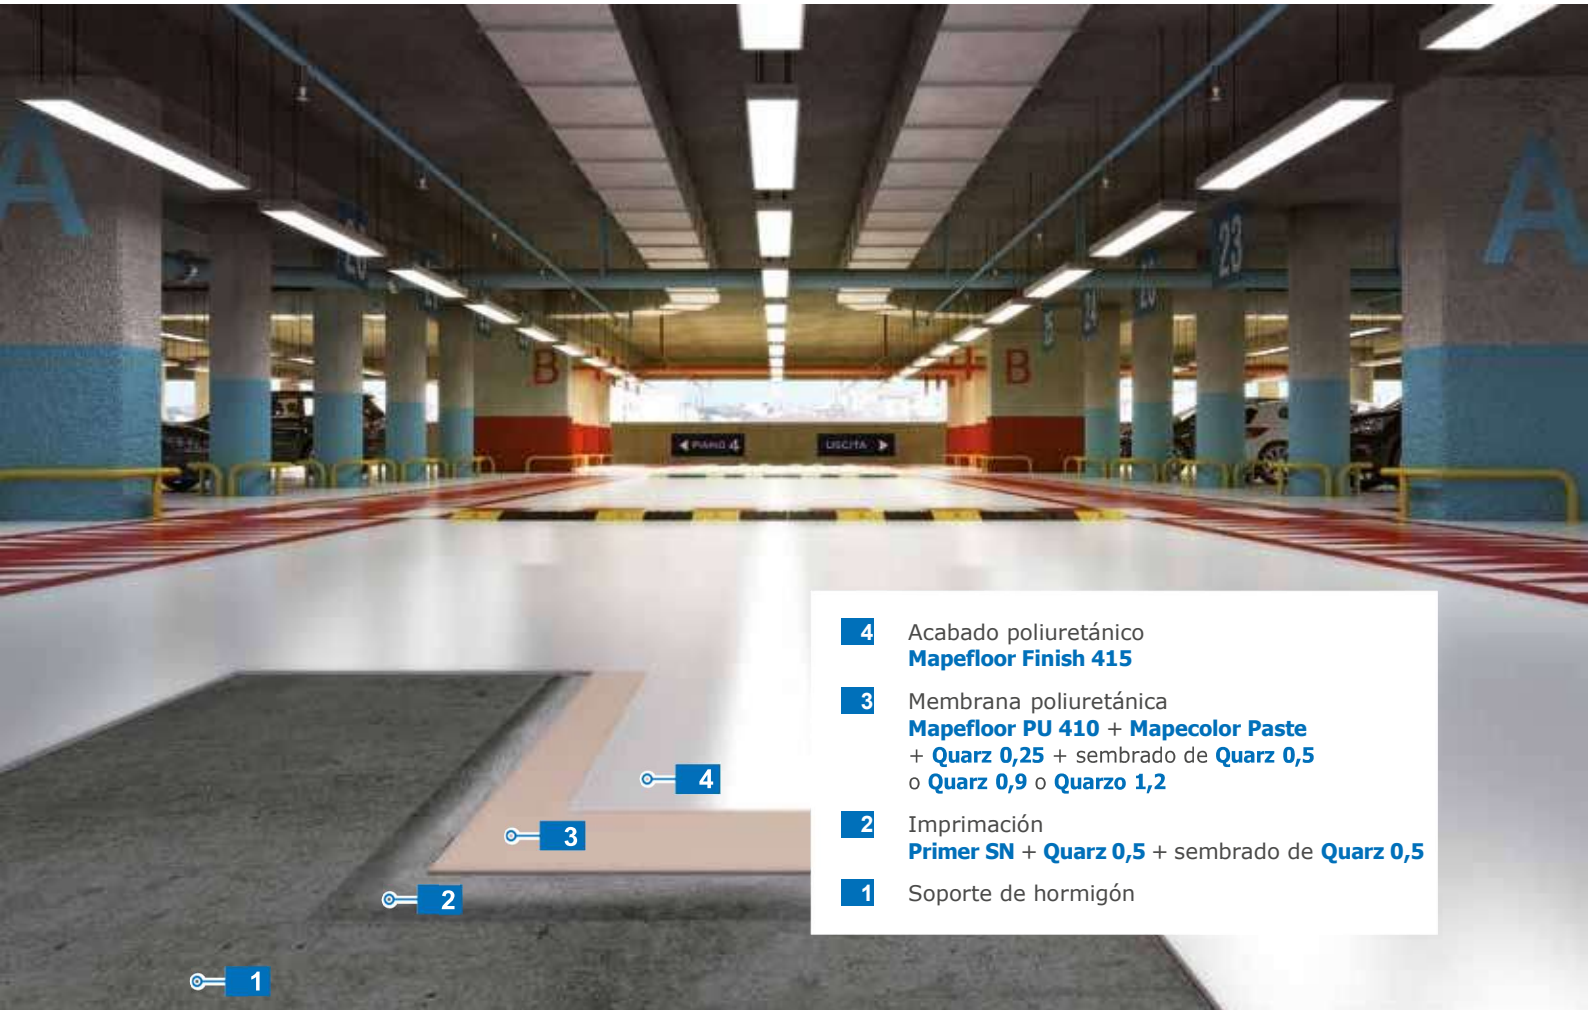 A
A
23
24
B
B
PIANO 4
USCITA
4 Acabado poliuretánico
Mapefloor Finish 415
3 Membrana poliuretánica
Mapefloor PU 410 + Mapecolor Paste
+ Quarz 0,25 + sembrado de Quarz 0,5
o Quarz 0,9 o Quarzo 1,2
2 Imprimación
Primer SN + Quarz 0,5 + sembrado de Quarz 0,5
1 Soporte de hormigón
4
3
2
1